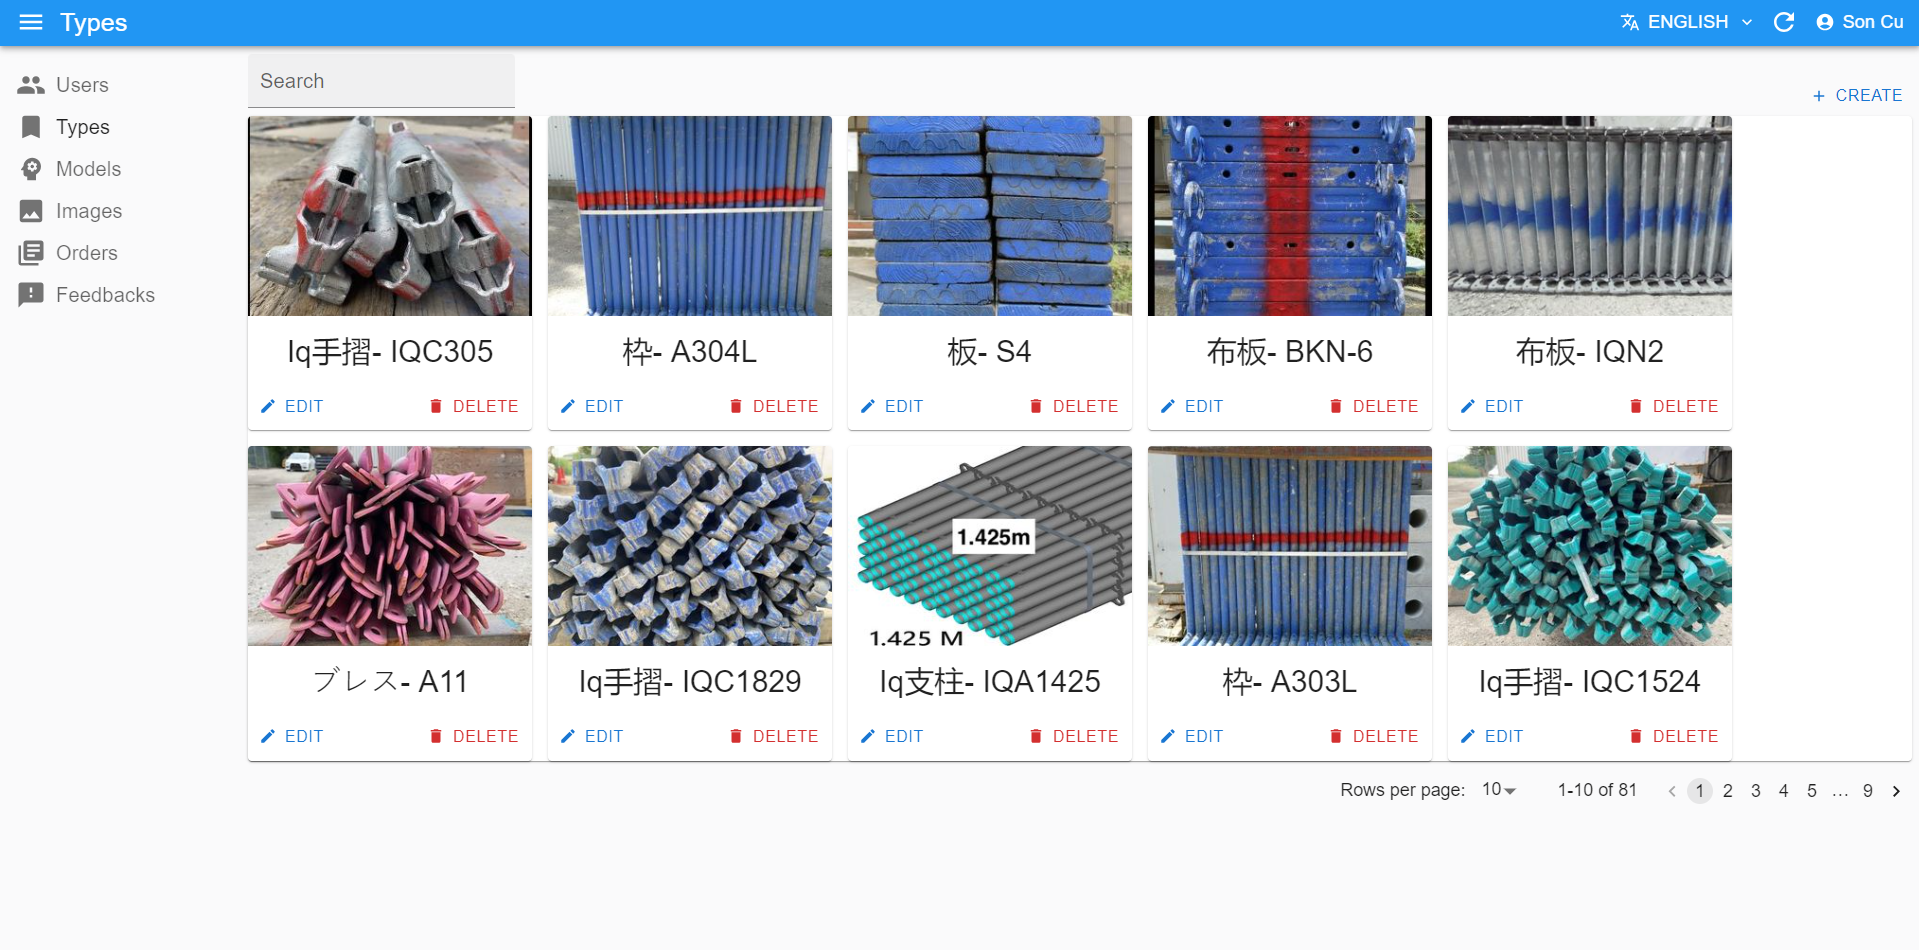 Types
ENGLISH
Son Cu
Users
Types
Models
Images
Orders
Feedbacks
Search
+ CREATE
Iq手摺- IQC305
枠- A304L
板- S4
布板- BKN-6
布板- IQN2
EDIT DELETE
EDIT DELETE
EDIT DELETE
EDIT DELETE
EDIT DELETE
1.425m
1.425 M
ブレス- A11
Iq手摺- IQC1829
Iq支柱- IQA1425
枠- A303L
Iq手摺- IQC1524
EDIT DELETE
EDIT DELETE
EDIT DELETE
EDIT DELETE
EDIT DELETE
Rows per page: 10 1-10 of 81 1 2 3 4 5 … 9